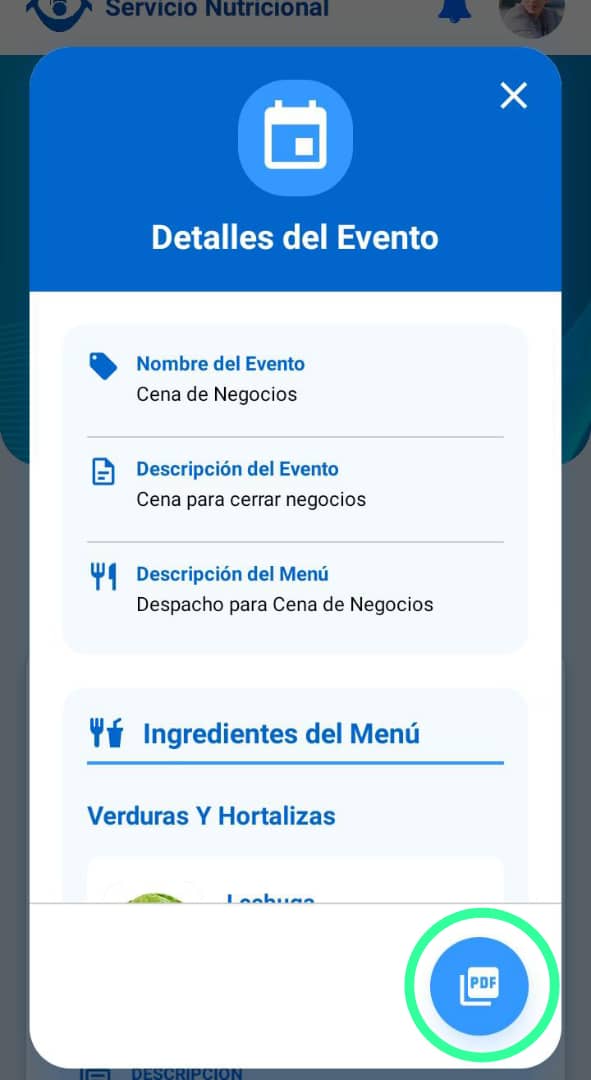 Servicio Nutricional
Detalles del Evento
Nombre del Evento
Cena de Negocios
Descripción del Evento
Cena para cerrar negocios
Descripción del Menú
Despacho para Cena de Negocios
Ingredientes del Menú
Verduras Y Hortalizas
Lechuga
PDF
DESCRIPCIÓN